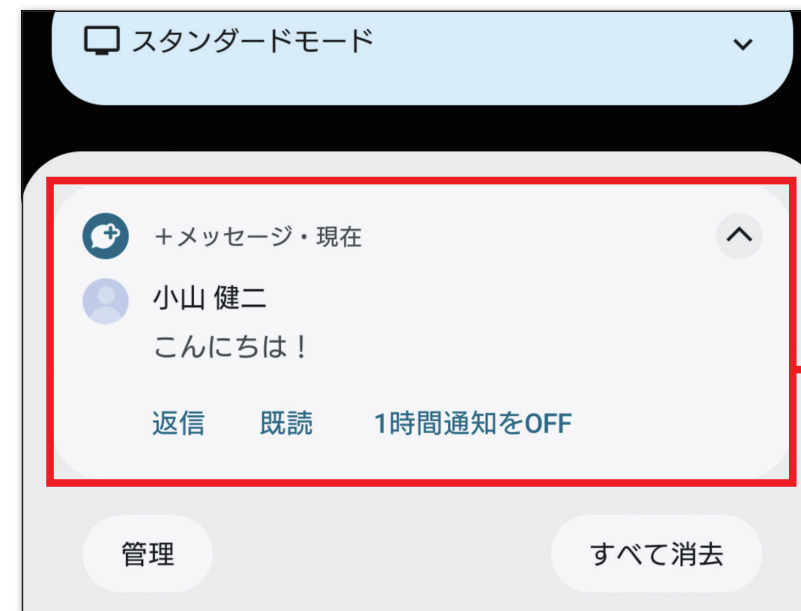 スタンダードモード
＋メッセージ・現在
小山 健二
こんにちは！
返信 既読 1時間通知をOFF
管理 すべて消去